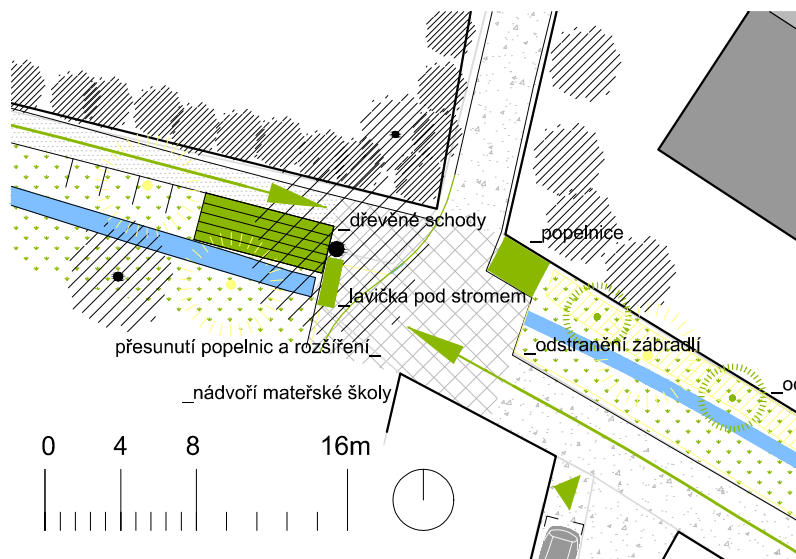 _dřevěné schody
_popelnice
_lavička pod stromem
přesunutí popelnic a rozšíření_
_odstranění zábradlí
_nádvoří mateřské školy
0 4 8 16m